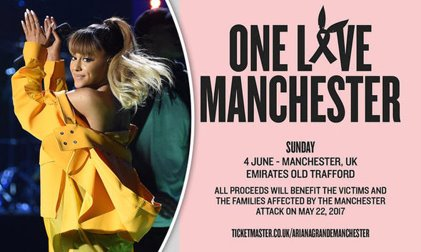 ONE LOVE
MANCHESTER
SUNDAY
4 JUNE - MANCHESTER, UK
EMIRATES OLD TRAFFORD
ALL PROCEEDS WILL BENEFIT THE VICTIMS AND
THE FAMILIES AFFECTED BY THE MANCHESTER
ATTACK ON MAY 22, 2017
TICKETMASTER.CO.UK/ARIANAGRANDEMANCHESTER